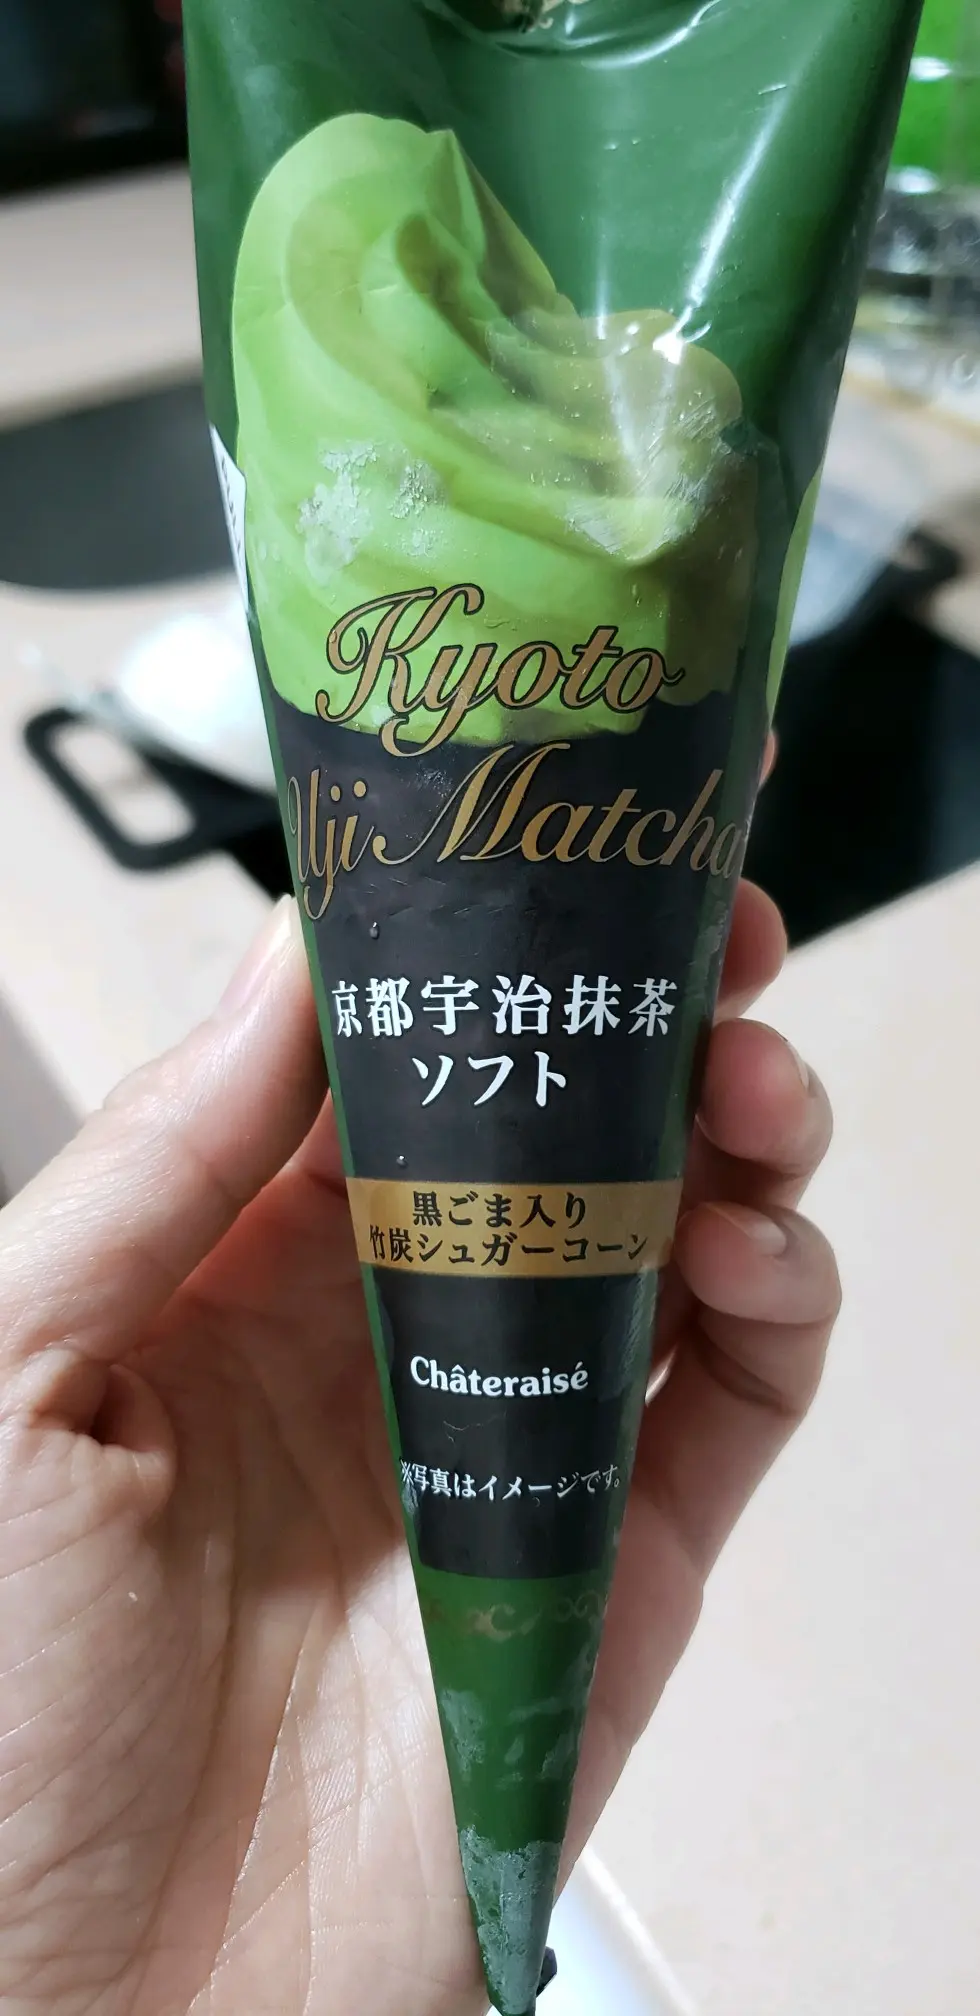 Kyoto
Uji Matcha
京都宇治抹茶
ソフト
黒ごま入り
竹炭シュガーコーン
Châteraisé
※写真はイメージです。